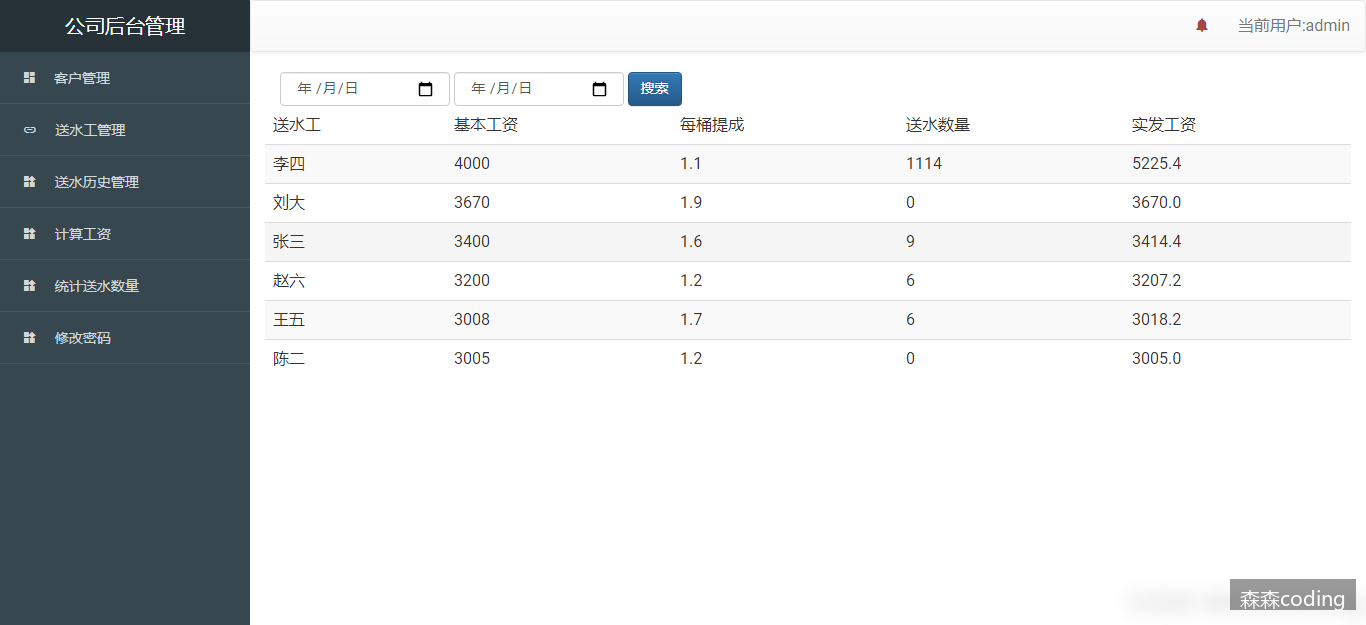 公司后台管理
当前用户:admin
客户管理
送水工管理
送水历史管理
计算工资
统计送水数量
修改密码
年 /月/日 年 /月/日 搜索
送水工 基本工资 每桶提成 送水数量 实发工资
李四 4000 1.1 1114 5225.4
刘大 3670 1.9 0 3670.0
张三 3400 1.6 9 3414.4
赵六 3200 1.2 6 3207.2
王五 3008 1.7 6 3018.2
陈二 3005 1.2 0 3005.0
森森coding